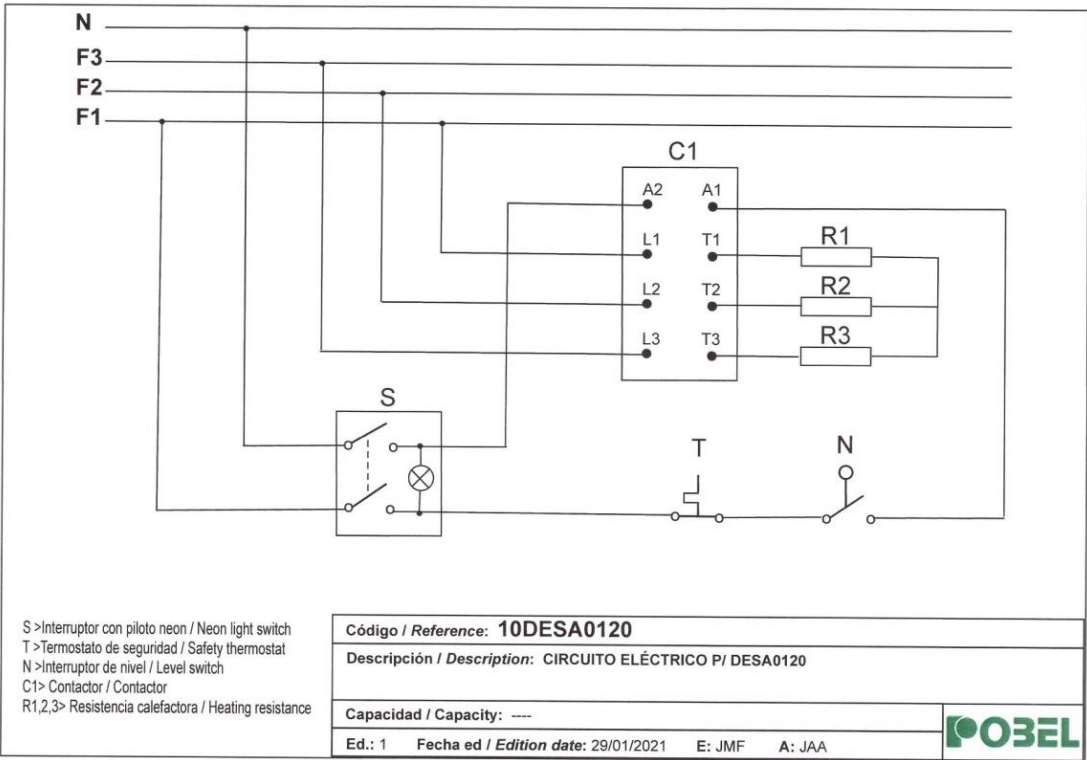 N
F3
F2
F1
C1
A2 A1
L1 T1 R1
L2 T2 R2
L3 T3 R3
S
T N
S >Interruptor con piloto neon / Neon light switch
T >Termostato de seguridad / Safety thermostat
N >Interruptor de nivel / Level switch
C1> Contactor / Contactor
R1,2,3> Resistencia calefactora / Heating resistance
Código / Reference: 10DESA0120
Descripción / Description: CIRCUITO ELÉCTRICO P/ DESA0120
Capacidad / Capacity: ----
Ed.: 1 Fecha ed / Edition date: 29/01/2021 E: JMF A: JAA
POBEL